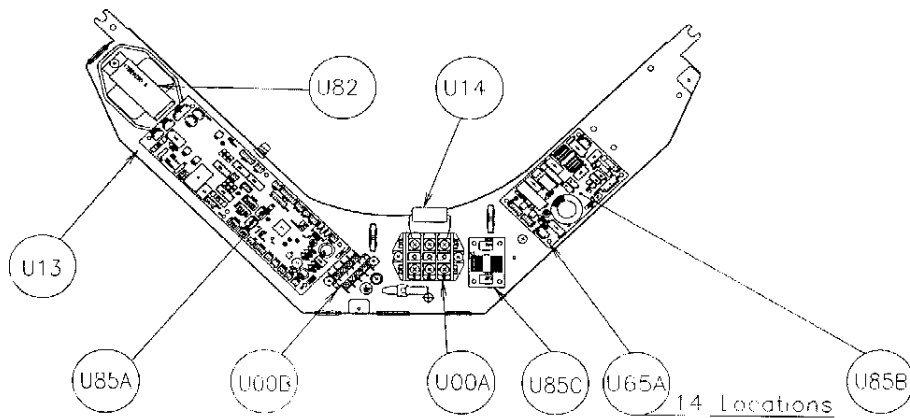 U82
U14
U13
U85A
U00B
U00A
U85C
U65A
U85B
14 Locations